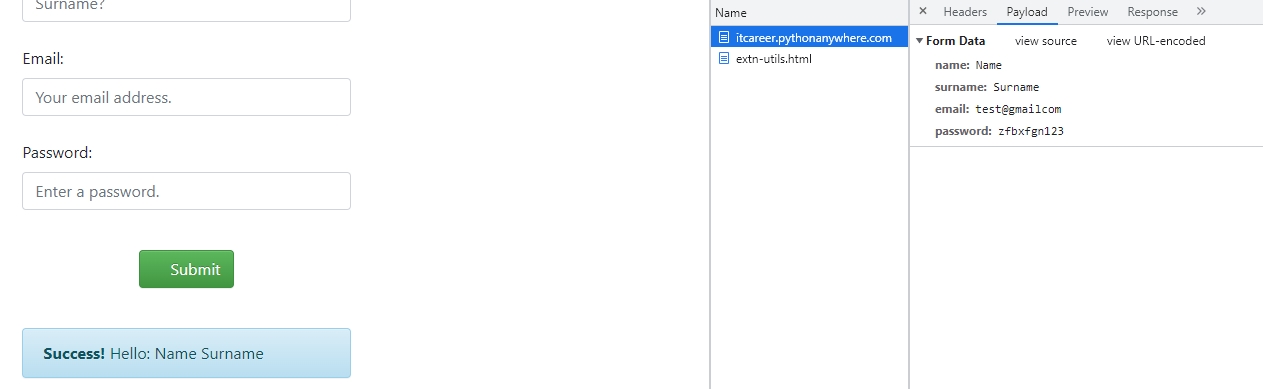 Surname?
Email:
Your email address.
Password:
Enter a password.
Submit
Success! Hello: Name Surname
Name
itcareer.pythonanywhere.com
extn-utils.html
× Headers Payload Preview Response »
▼ Form Data view source view URL-encoded
name: Name
surname: Surname
email: test@gmailcom
password: zfbxfgn123